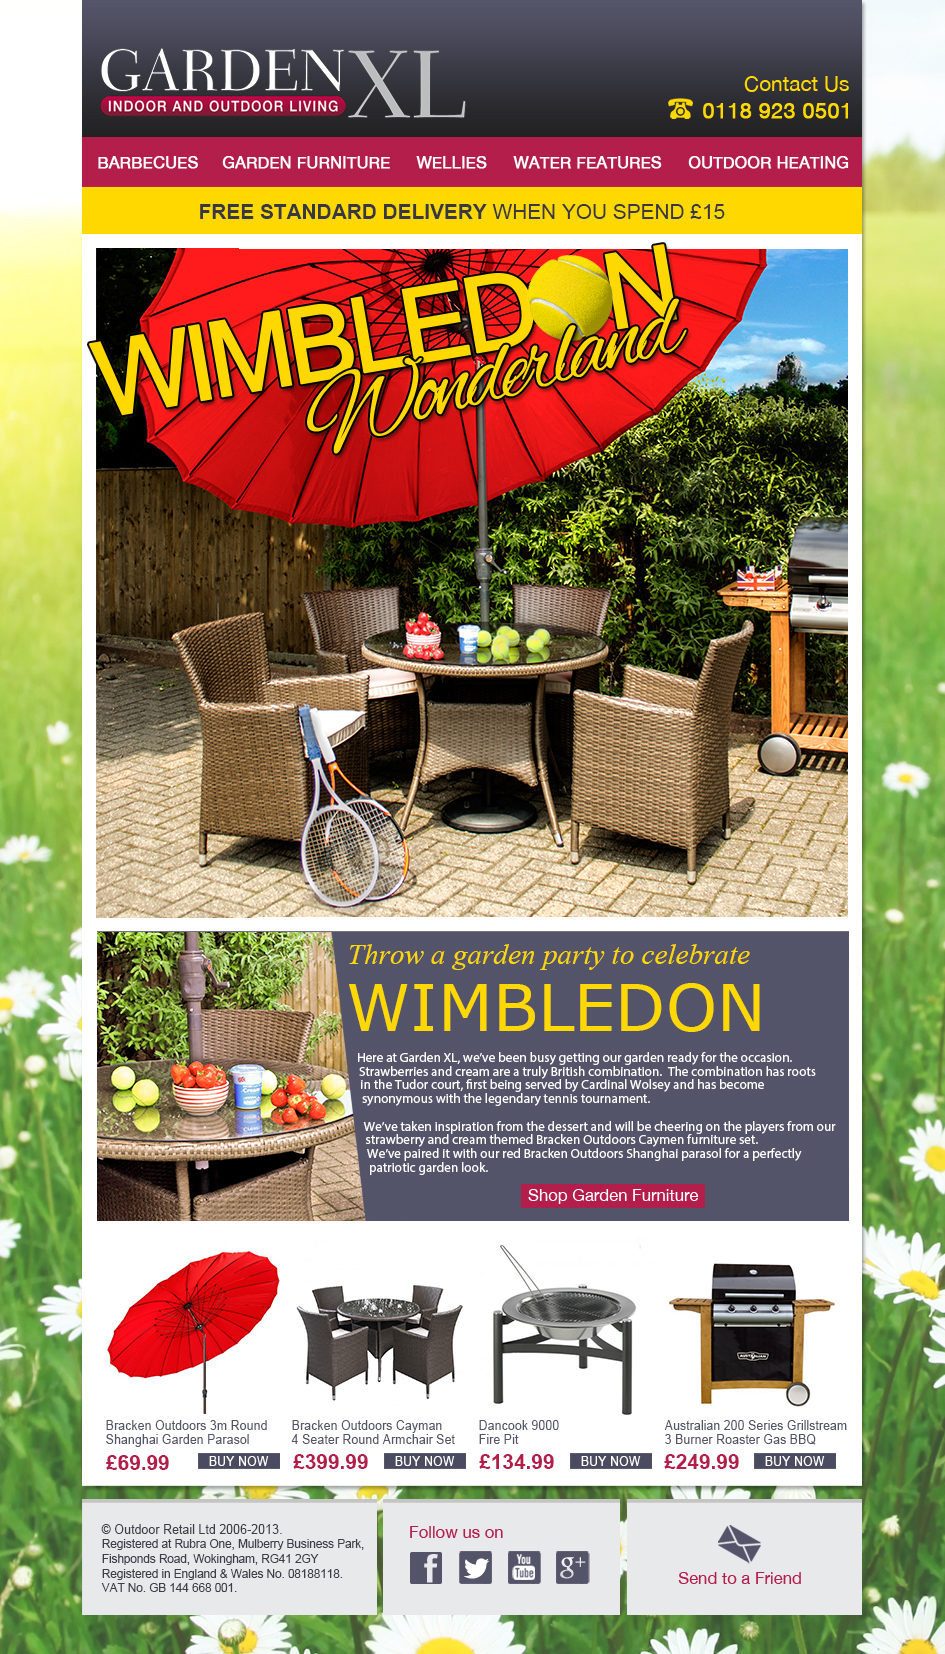 GARDEN XL
INDOOR AND OUTDOOR LIVING
Contact Us
☎ 0118 923 0501
BARBECUES GARDEN FURNITURE WELLIES WATER FEATURES OUTDOOR HEATING
FREE STANDARD DELIVERY WHEN YOU SPEND £15
WIMBLEDON
Wonderland
Throw a garden party to celebrate
WIMBLEDON
Here at Garden XL, we've been busy getting our garden ready for the occasion.
Strawberries and cream are a truly British combination. The combination has roots
in the Tudor court, first being served by Cardinal Wolsey and has become
synonymous with the legendary tennis tournament.
We've taken inspiration from the dessert and will be cheering on the players from our
strawberry and cream themed Bracken Outdoors Caymen furniture set.
We've paired it with our red Bracken Outdoors Shanghai parasol for a perfectly
patriotic garden look.
Shop Garden Furniture
AUSTRALIAN
Bracken Outdoors 3m Round
Shanghai Garden Parasol
£69.99 BUY NOW
Bracken Outdoors Cayman
4 Seater Round Armchair Set
£399.99 BUY NOW
Dancook 9000
Fire Pit
£134.99 BUY NOW
Australian 200 Series Grillstream
3 Burner Roaster Gas BBQ
£249.99 BUY NOW
© Outdoor Retail Ltd 2006-2013.
Registered at Rubra One, Mulberry Business Park,
Fishponds Road, Wokingham, RG41 2GY
Registered in England & Wales No. 08188118.
VAT No. GB 144 668 001.
Follow us on
f You Tube g+
Send to a Friend